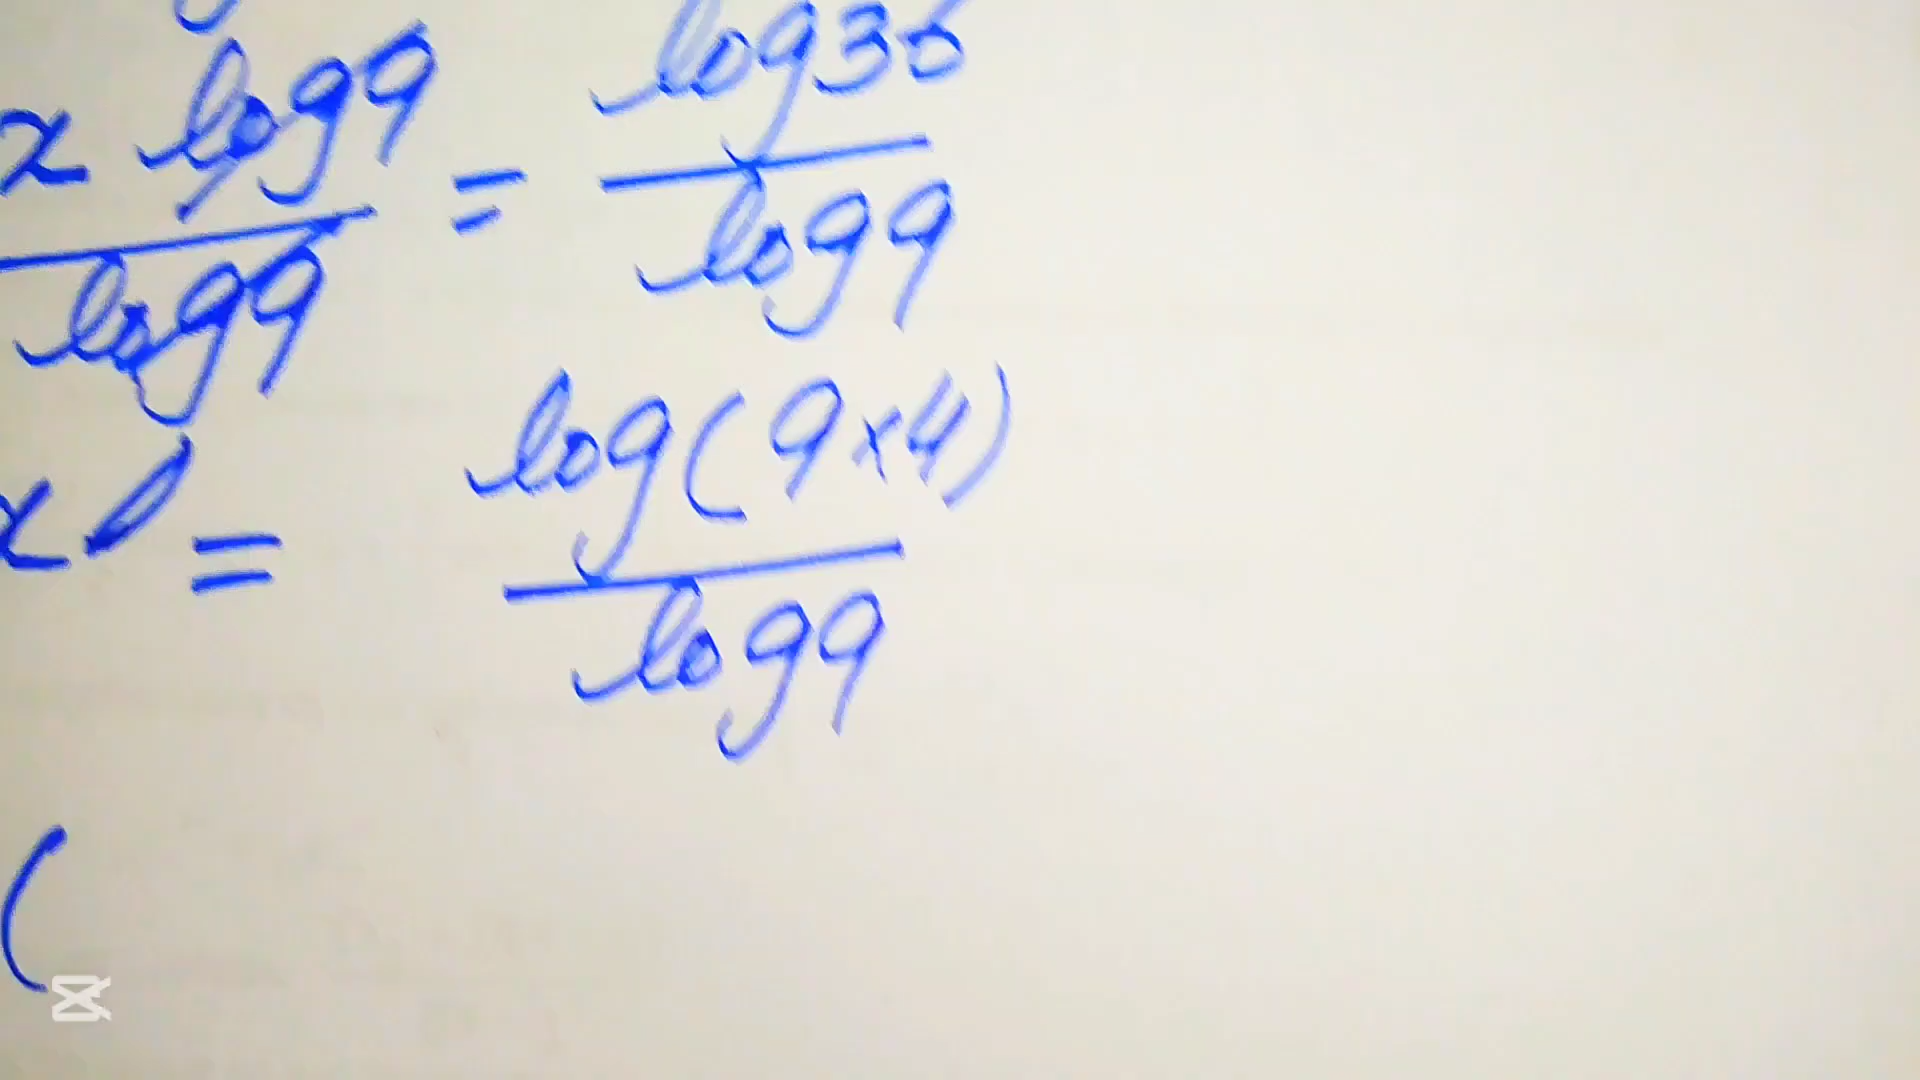 x log9 / log9 = log36 / log9
x = log(9×4) / log9
(